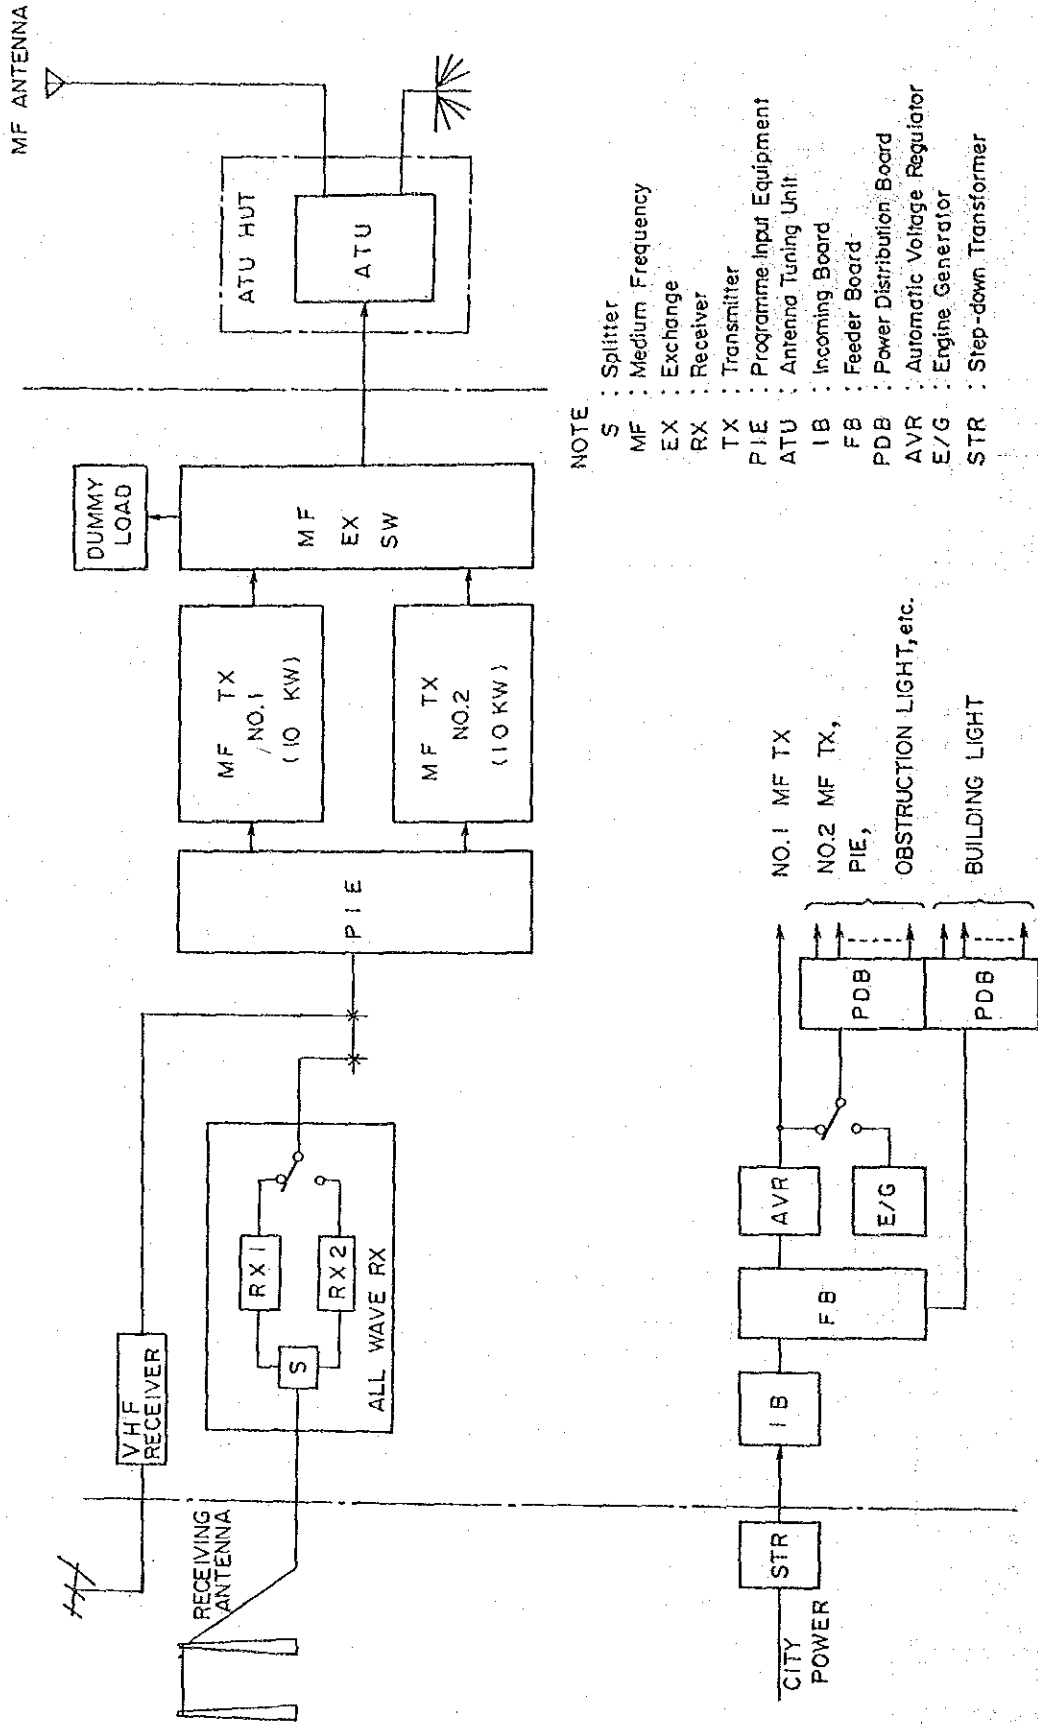 MF ANTENNA
ATU HUT
ATU
DUMMY
LOAD
MF
EX
SW
MF TX
NO.1
(10 KW)
MF TX
NO.2
(10 KW)
PIE
VHF
RECEIVER
RX 1
RX 2
S
ALL WAVE RX
RECEIVING
ANTENNA
NOTE
S : Splitter
MF : Medium Frequency
EX : Exchange
RX : Receiver
TX : Transmitter
PIE : Programme Input Equipment
ATU : Antenna Tuning Unit
IB : Incoming Board
FB : Feeder Board
PDB : Power Distribution Board
AVR : Automatic Voltage Regulator
E/G : Engine Generator
STR : Step-down Transformer
NO.1 MF TX
NO.2 MF TX,
PIE,
OBSTRUCTION LIGHT, etc.
BUILDING LIGHT
PDB
PDB
AVR
E/G
FB
IB
STR
CITY
POWER